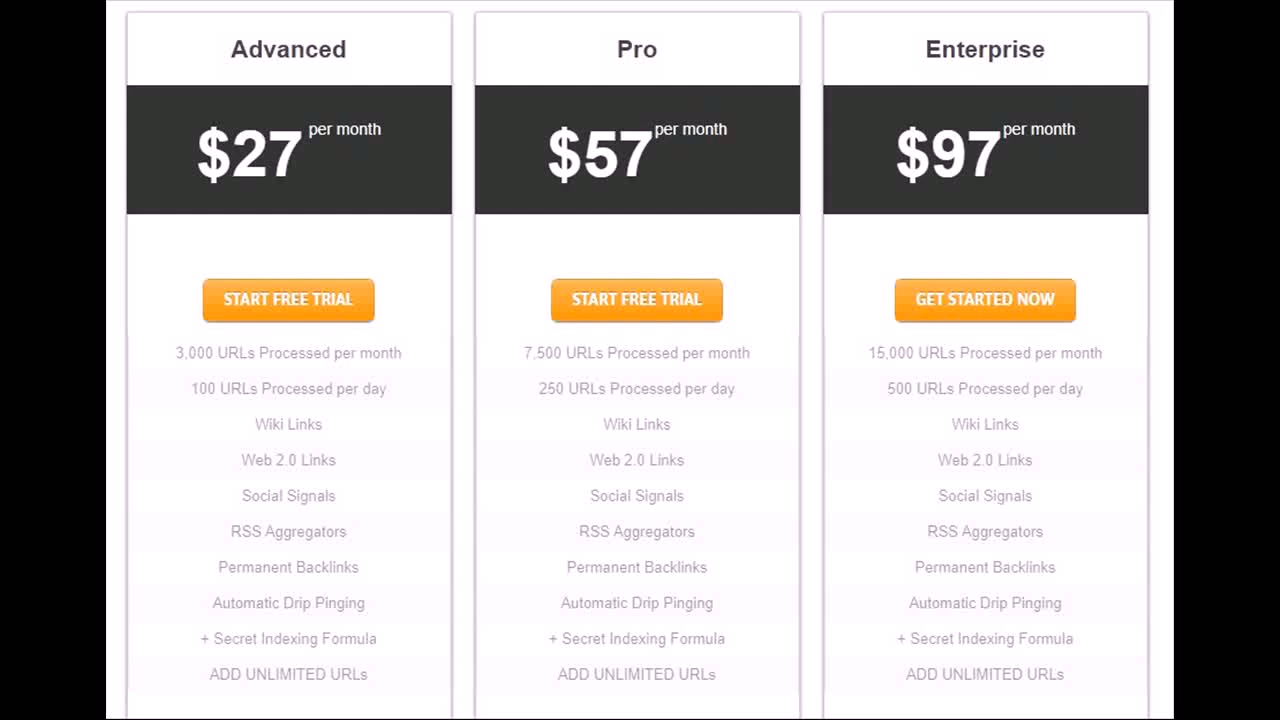 Advanced
$27 per month
START FREE TRIAL
3,000 URLs Processed per month
100 URLs Processed per day
Wiki Links
Web 2.0 Links
Social Signals
RSS Aggregators
Permanent Backlinks
Automatic Drip Pinging
+ Secret Indexing Formula
ADD UNLIMITED URLs
Pro
$57 per month
START FREE TRIAL
7,500 URLs Processed per month
250 URLs Processed per day
Wiki Links
Web 2.0 Links
Social Signals
RSS Aggregators
Permanent Backlinks
Automatic Drip Pinging
+ Secret Indexing Formula
ADD UNLIMITED URLs
Enterprise
$97 per month
GET STARTED NOW
15,000 URLs Processed per month
500 URLs Processed per day
Wiki Links
Web 2.0 Links
Social Signals
RSS Aggregators
Permanent Backlinks
Automatic Drip Pinging
+ Secret Indexing Formula
ADD UNLIMITED URLs